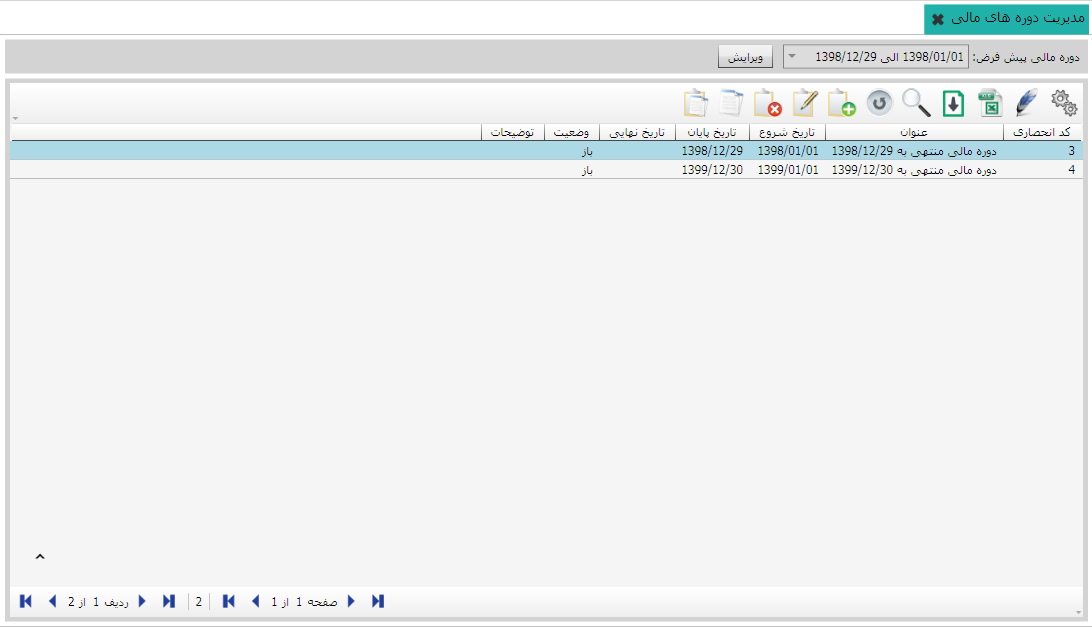 مدیریت دوره های مالی
دوره مالی پیش فرض: 1398/01/01 الی 1398/12/29 ویرایش
کد انحصاری عنوان تاریخ شروع تاریخ پایان تاریخ نهایی وضعیت توضیحات
3 دوره مالی منتهی به 1398/12/29 1398/01/01 1398/12/29 باز
4 دوره مالی منتهی به 1399/12/30 1399/01/01 1399/12/30 باز
صفحه 1 از 1 2 ردیف 1 از 2